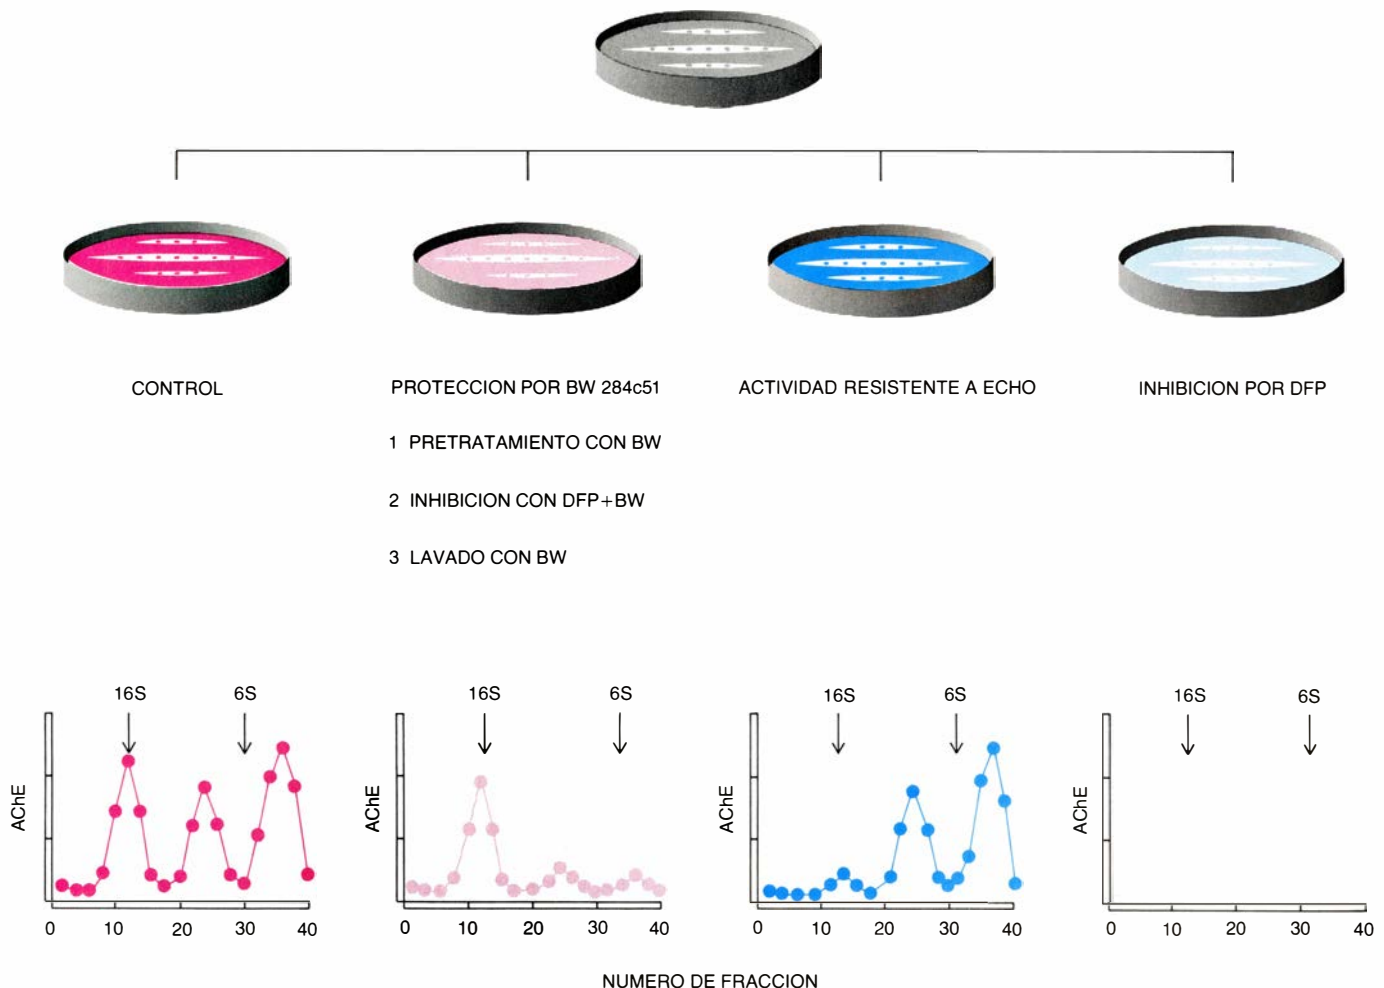 CONTROL
PROTECCION POR BW 284c51
1 PRETRATAMIENTO CON BW
2 INHIBICION CON DFP+BW
3 LAVADO CON BW
ACTIVIDAD RESISTENTE A ECHO
INHIBICION POR DFP
16S 6S
AChE
0 10 20 30 40
16S 6S
AChE
0 10 20 30 40
16S 6S
AChE
0 10 20 30 40
16S 6S
AChE
0 10 20 30 40
NUMERO DE FRACCION